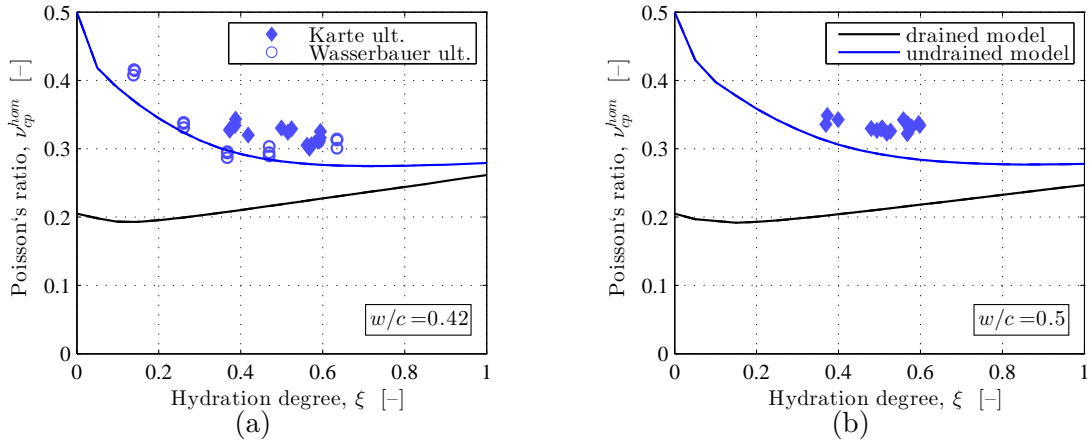 0.5
0.4
0.3
0.2
0.1
0
Poisson‘s ratio, ν_cp^hom [–]
Karte ult.
Wasserbauer ult.
w/c=0.42
0 0.2 0.4 0.6 0.8 1
Hydration degree, ξ [–]
(a)
0.5
0.4
0.3
0.2
0.1
0
Poisson‘s ratio, ν_cp^hom [–]
drained model
undrained model
w/c=0.5
0 0.2 0.4 0.6 0.8 1
Hydration degree, ξ [–]
(b)